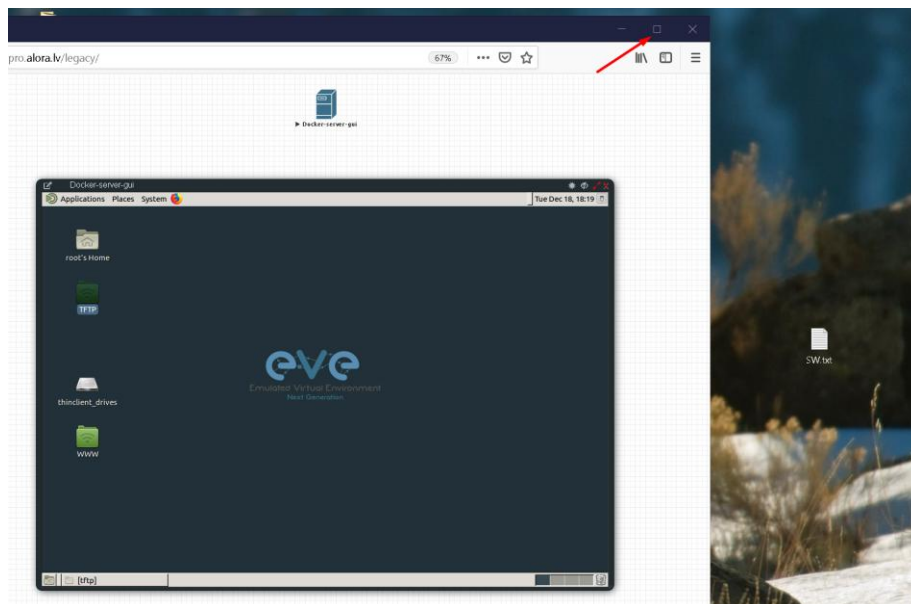 pro.alora.lv/legacy/
67%
Docker-server-gui
Docker-server-gui
Applications Places System
Tue Dec 18, 18:19
root's Home
TFTP
eve
Emulated Virtual Environment
Next Generation
SW.txt
thinclient_drives
WWW
[tftp]